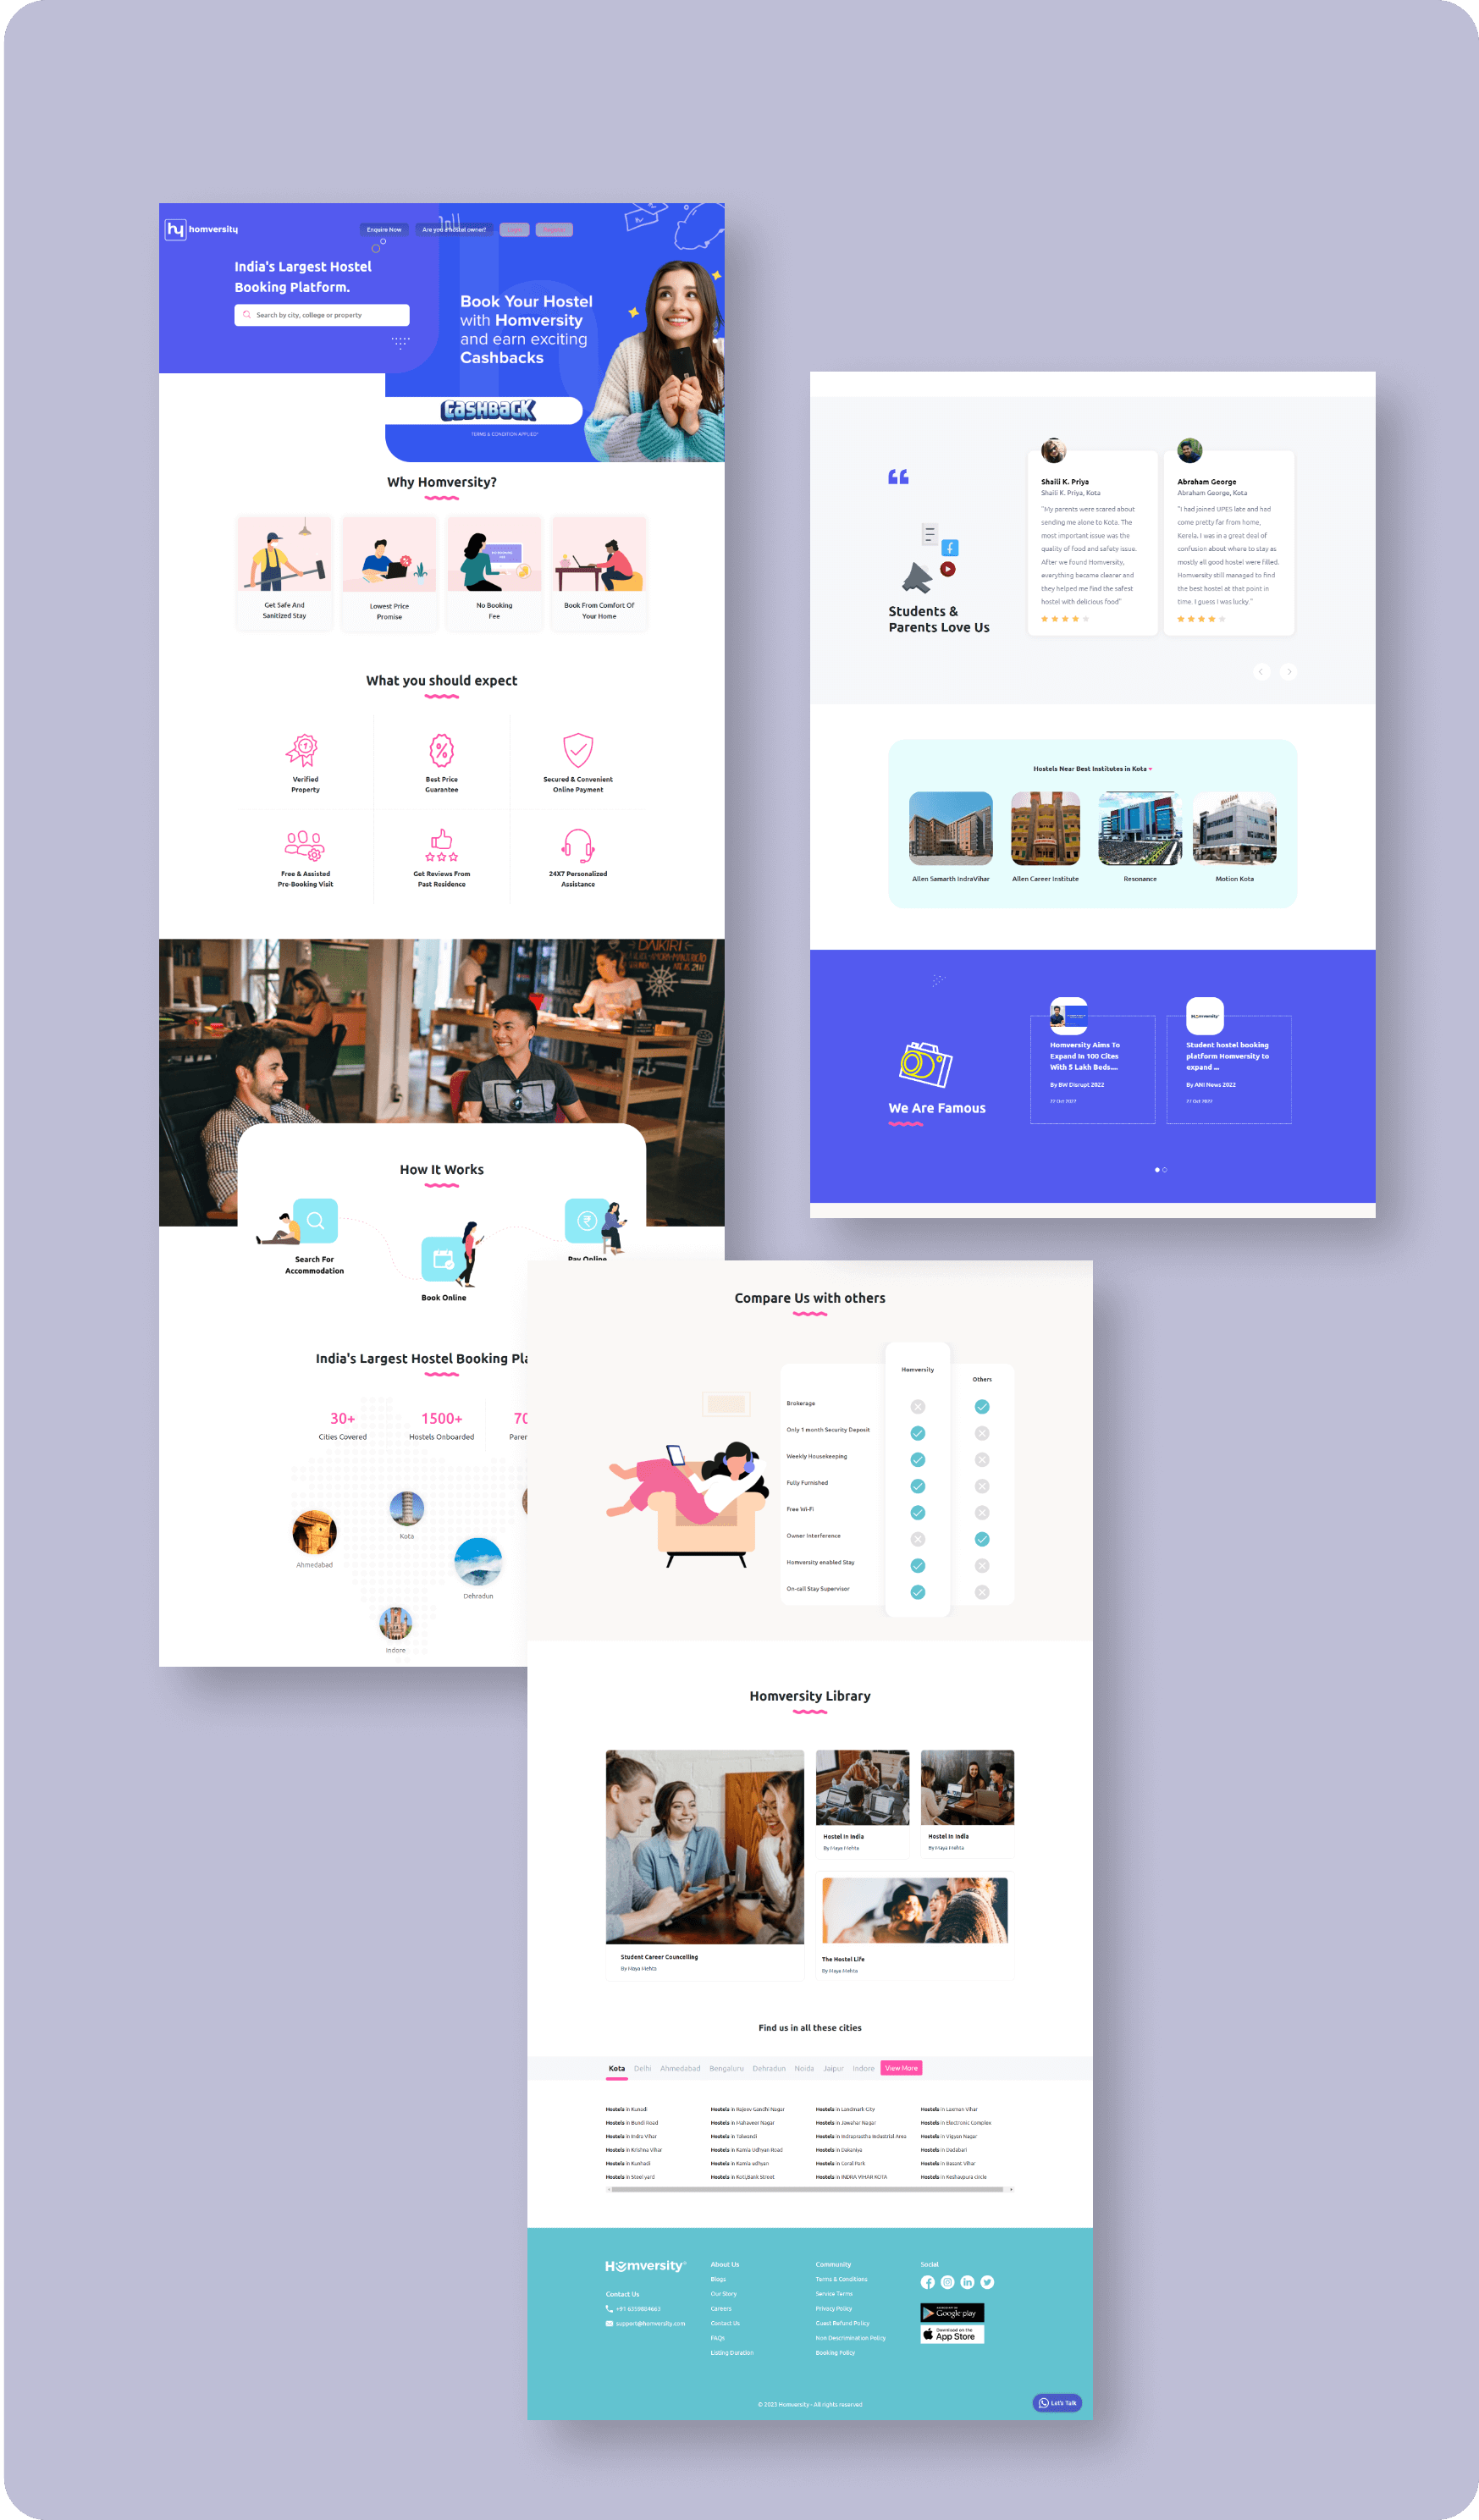 hy homversity
Enquire Now
Are you a Hostel owner?
India's Largest Hostel
Booking Platform.
Search by city, college or property
Book Your Hostel
with Homversity
and earn exciting
Cashbacks
CASHBACK
TERMS & CONDITION APPLIED*
Why Homversity?
Get Safe And
Sanitized Stay
Lowest Price
Promise
No Booking
Fee
Book From Comfort Of
Your Home
What you should expect
Verified
Property
Best Price
Guarantee
Secured & Convenient
Online Payment
Free & Assisted
Pre-Booking Visit
Get Reviews From
Past Residence
24X7 Personalized
Assistance
DAIKIRI
How It Works
Search For
Accommodation
Book Online
Pay Online
India's Largest Hostel Booking Pla
30+
Cities Covered
1500+
Hostels Onboarded
70
Paren
Ahmedabad
Kota
Dehradun
Indore
Students &
Parents Love Us
Shaili K. Priya
Shaili K. Priya, Kota
"My parents were scared about
sending me alone to Kota. The
most important issue was the
quality of food and safety issue.
After we found Homversity,
everything became clearer and
they helped me find the safest
hostel with delicious food"
Abraham George
Abraham George, Kota
"I had joined UPES late and had
come pretty far from home,
Kerela. I was in a great deal of
confusion about where to stay as
mostly all good hostel were filled.
Homversity still managed to find
the best hostel at that point in
time. I guess I was lucky."
Hostels Near Best Institutes in Kota
Allen Samarth IndraVihar
Allen Career Institute
Resonance
Motion Kota
We Are Famous
Homversity Aims To
Expand In 100 Cites
With 5 Lakh Beds....
By BW Disrupt 2022
27 Oct 2022
Homversity
Student hostel booking
platform Homversity to
expand ...
By ANI News 2022
27 Oct 2022
Compare Us with others
Homversity
Others
Brokerage
Only 1 month Security Deposit
Weekly Housekeeping
Fully Furnished
Free Wi-Fi
Owner Interference
Homversity enabled Stay
On-call Stay Supervisor
Homversity Library
Student Career Councelling
By Maya Mehta
Hostel In India
By Maya Mehta
Hostel In India
By Maya Mehta
The Hostel Life
By Maya Mehta
Find us in all these cities
Kota Delhi Ahmedabad Bengaluru Dehradun Noida Jaipur Indore View More
Hostels in Kunadi
Hostels in Rajeev Gandhi Nagar
Hostels in Landmark City
Hostels in Laxman Vihar
Hostels in Bundi Road
Hostels in Mahaveer Nagar
Hostels in Jawahar Nagar
Hostels in Electronic Complex
Hostels in Indra Vihar
Hostels in Talwandi
Hostels in Indraprastha Industrial Area
Hostels in Vigyan Nagar
Hostels in Krishna Vihar
Hostels in Kamla Udhyan Road
Hostels in Dakaniya
Hostels in Dadabari
Hostels in Kunhadi
Hostels in Kamla udhyan
Hostels in Coral Park
Hostels in Basant Vihar
Hostels in Steel yard
Hostels in Koti,Bank Street
Hostels in INDRA VIHAR KOTA
Hostels in Keshavpura circle
Homversity
Contact Us
support@homversity.com
About Us
Blogs
Our Story
Careers
Contact Us
FAQs
Listing Duration
Community
Terms & Conditions
Service Terms
Privacy Policy
Guest Refund Policy
Non Descrimination Policy
Booking Policy
Social
Google play
Download on the
App Store
© 2023 Homversity - All rights reserved
Let's Talk